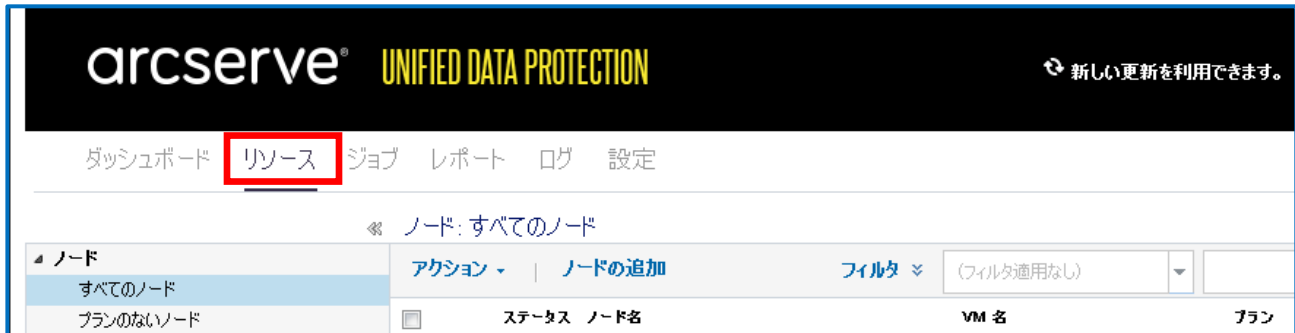 arcserve® UNIFIED DATA PROTECTION
新しい更新を利用できます。
ダッシュボード リソース ジョブ レポート ログ 設定
ノード: すべてのノード
ノード
アクション ノードの追加 フィルタ (フィルタ適用なし)
すべてのノード
プランのないノード
ステータス ノード名 VM 名 プラン